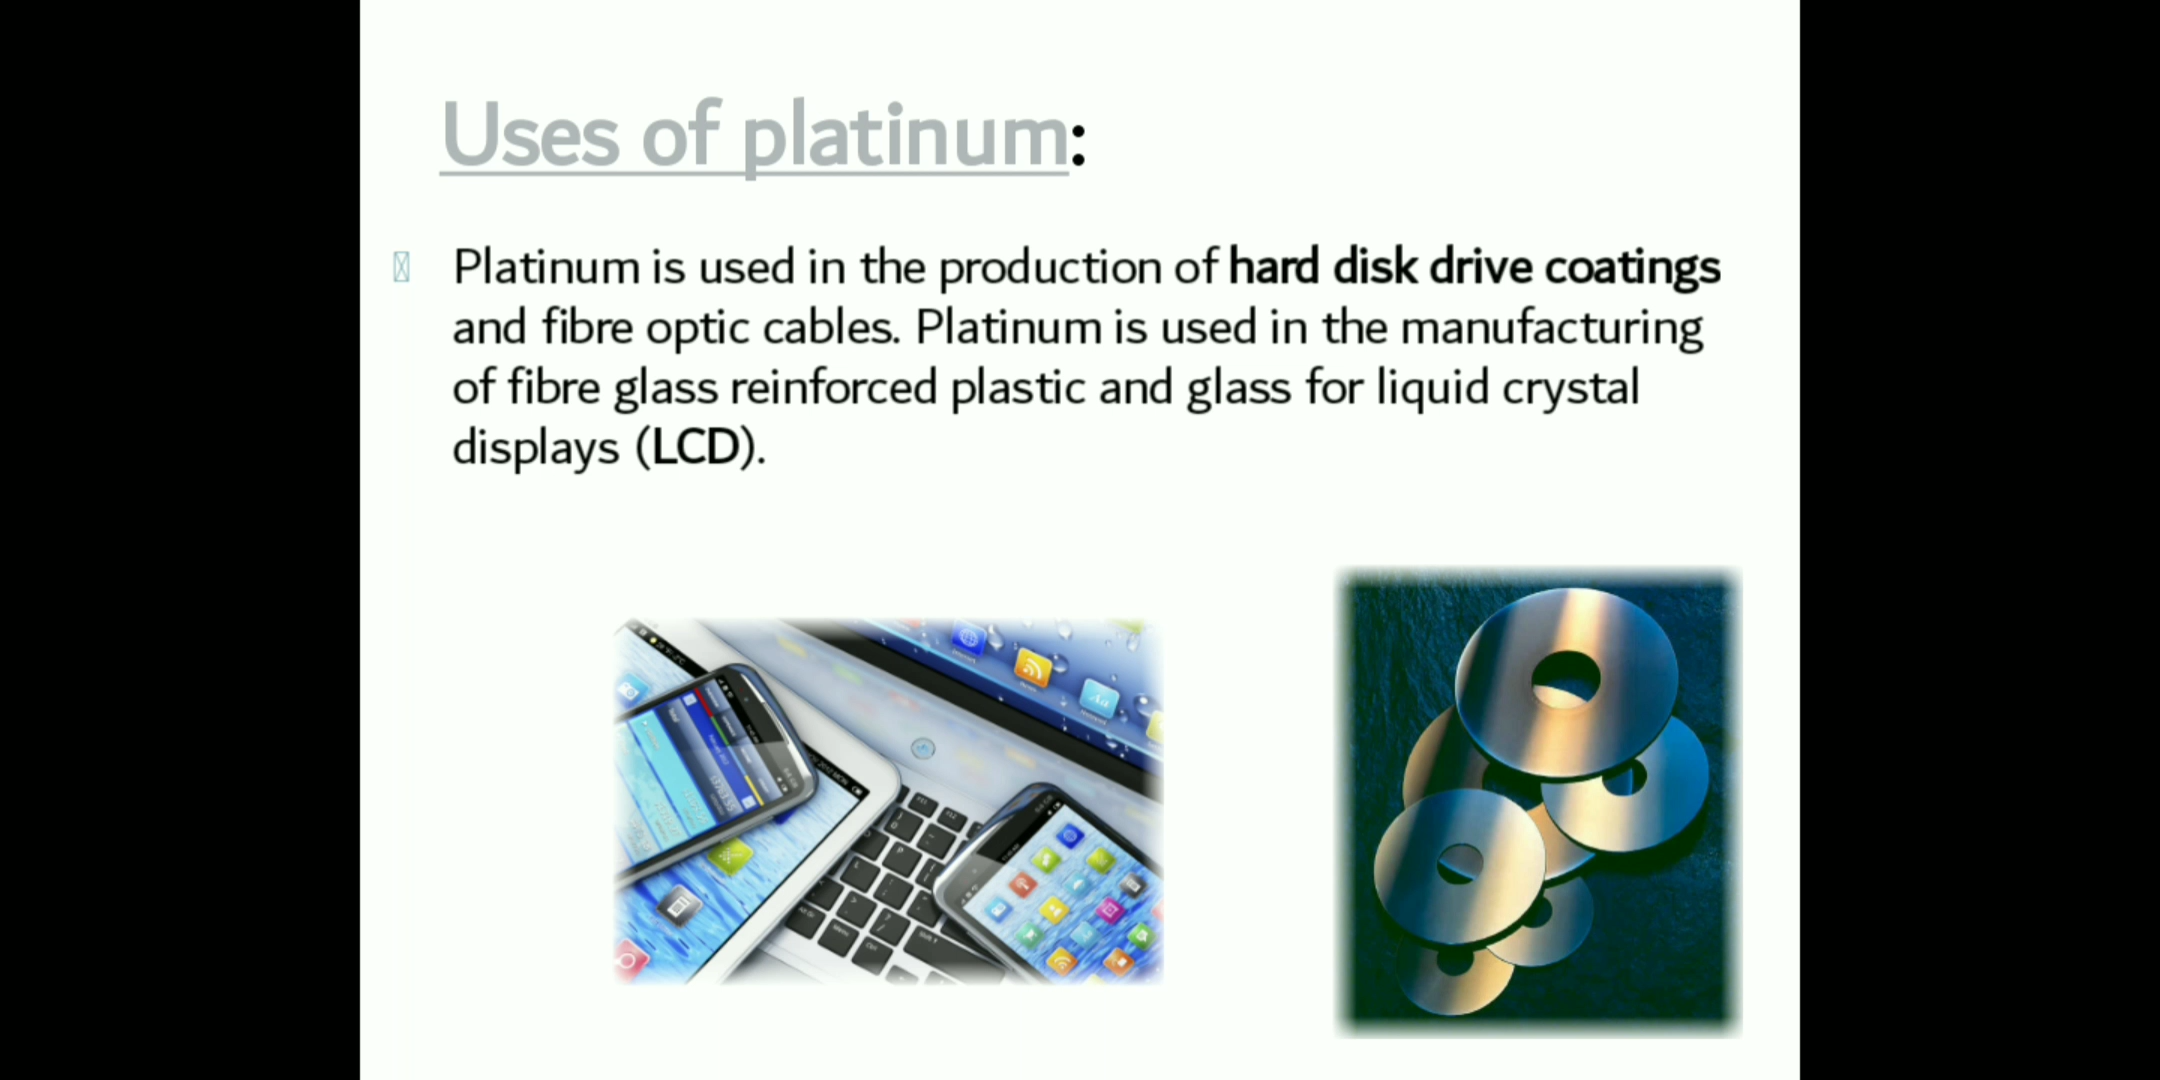 Uses of platinum:
Platinum is used in the production of hard disk drive coatings
and fibre optic cables. Platinum is used in the manufacturing
of fibre glass reinforced plastic and glass for liquid crystal
displays (LCD).